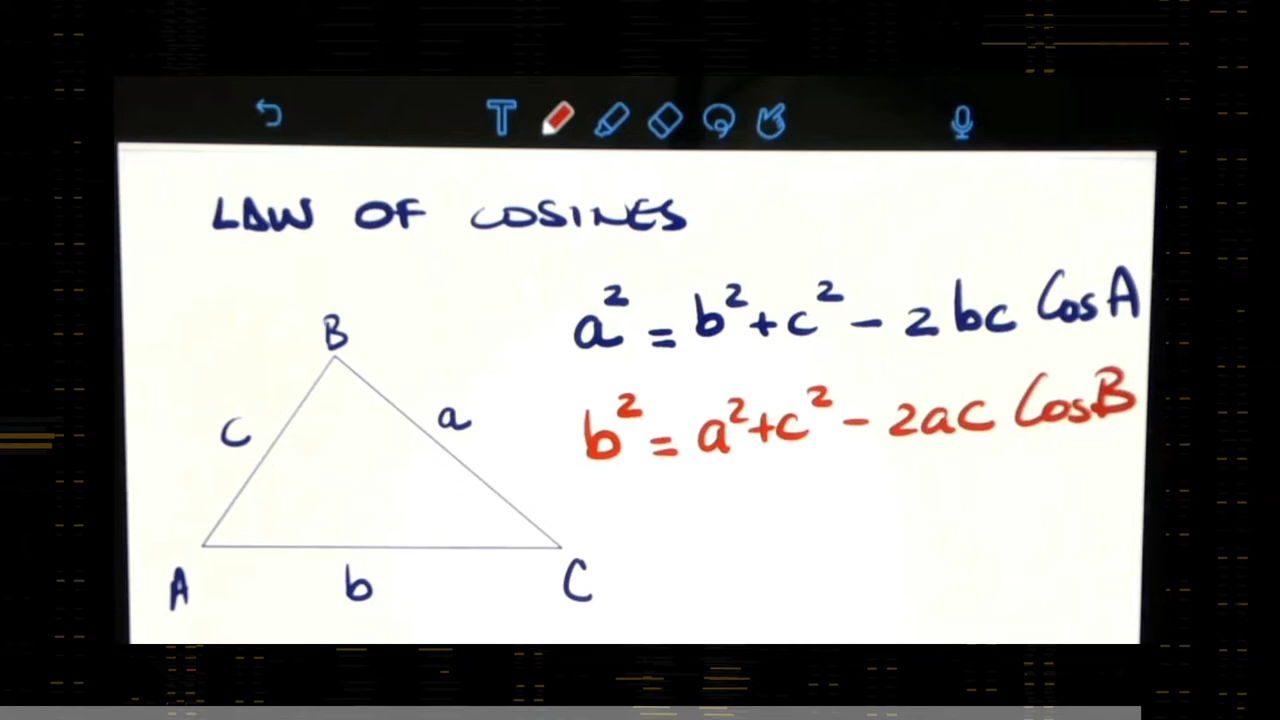 LAW OF COSINES
a² = b² + c² - 2bc Cos A
b² = a² + c² - 2ac Cos B
B
c
a
A
b
C